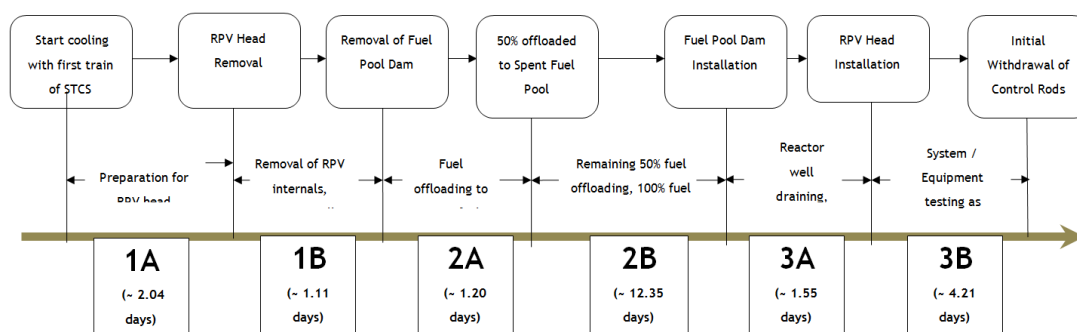 Start cooling
with first train
of STCS
RPV Head
Removal
Removal of Fuel
Pool Dam
50% offloaded
to Spent Fuel
Pool
Fuel Pool Dam
Installation
RPV Head
Installation
Initial
Withdrawal of
Control Rods
Preparation for
RPV head
Removal of RPV
internals,
Fuel
offloading to
Remaining 50% fuel
offloading, 100% fuel
Reactor
well
draining,
System /
Equipment
testing as
1A
(~ 2.04
days)
1B
(~ 1.11
days)
2A
(~ 1.20
days)
2B
(~ 12.35
days)
3A
(~ 1.55
days)
3B
(~ 4.21
days)